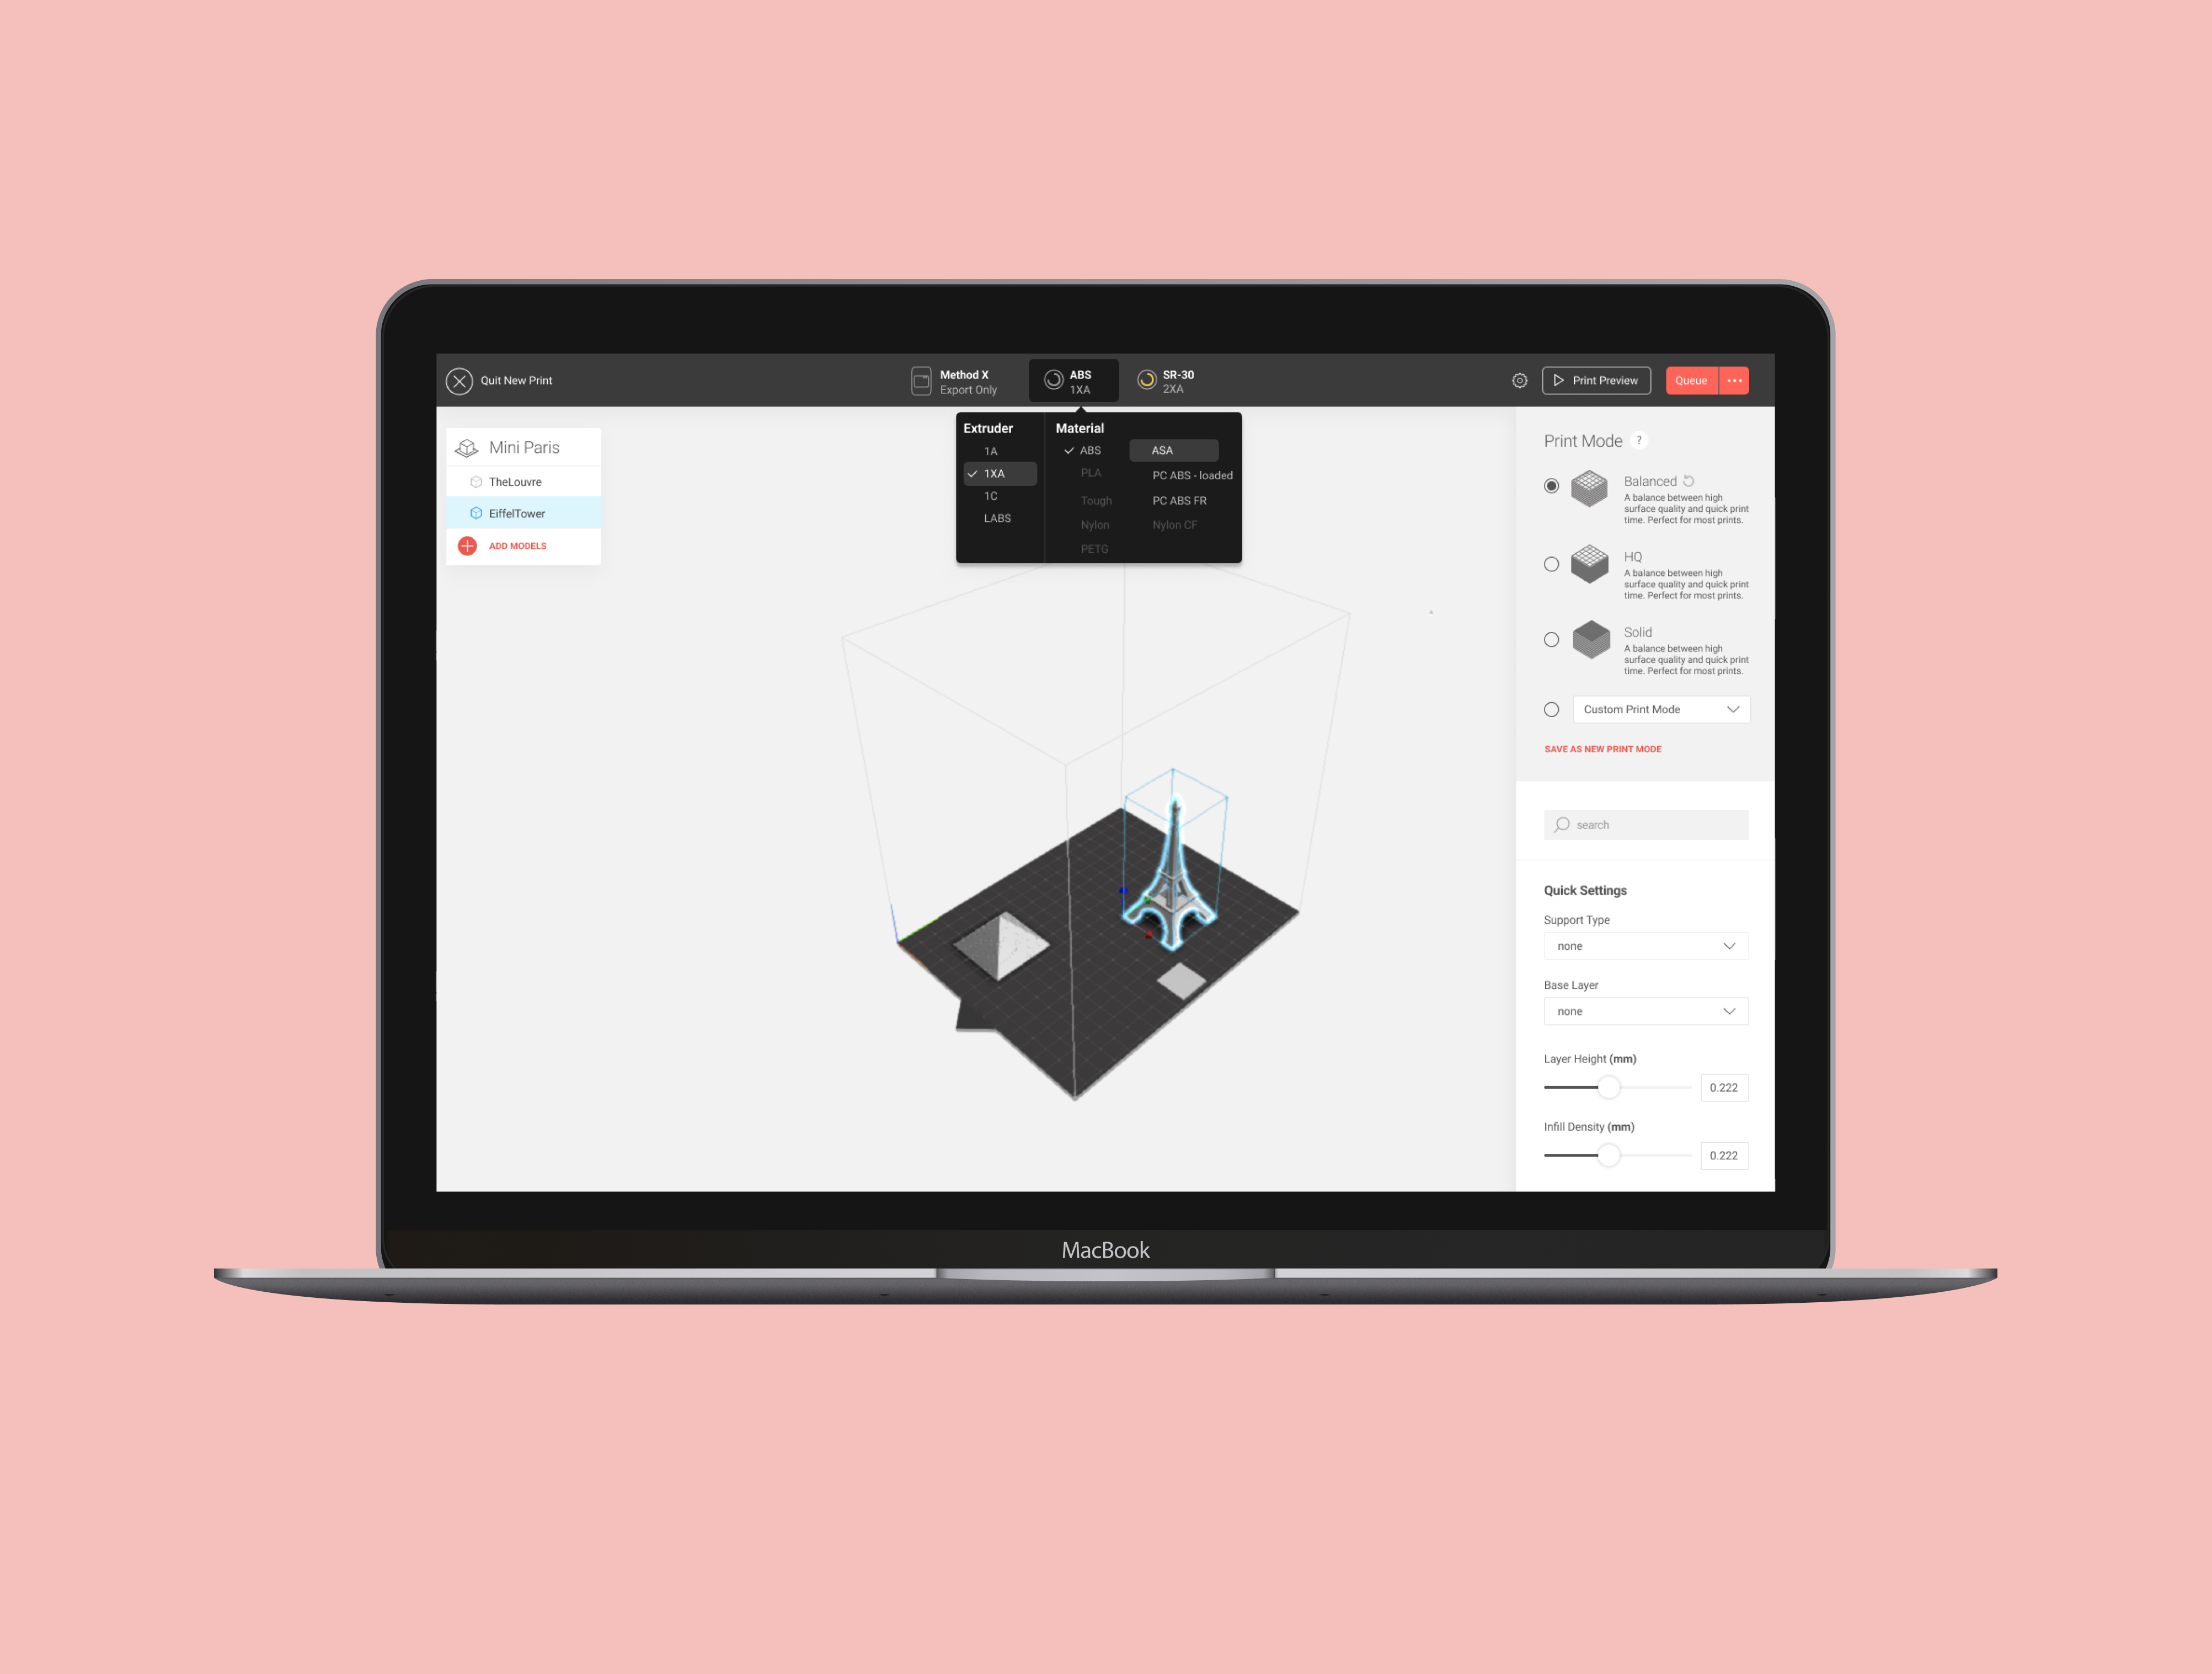 Quit New Print
Method X
Export Only
ABS
1XA
SR-30
2XA
Print Preview
Queue
Mini Paris
TheLouvre
EiffelTower
ADD MODELS
Extruder
1A
1XA
1C
LABS
Material
ABS
PLA
Tough
Nylon
PETG
ASA
PC ABS - loaded
PC ABS FR
Nylon CF
Print Mode ?
Balanced
A balance between high
surface quality and quick print
time. Perfect for most prints.
HQ
A balance between high
surface quality and quick print
time. Perfect for most prints.
Solid
A balance between high
surface quality and quick print
time. Perfect for most prints.
Custom Print Mode
SAVE AS NEW PRINT MODE
search
Quick Settings
Support Type
none
Base Layer
none
Layer Height (mm)
0.222
Infill Density (mm)
0.222
MacBook